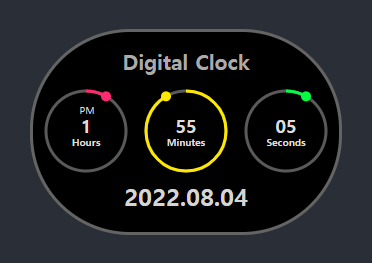 Digital Clock
PM
1
Hours
55
Minutes
05
Seconds
2022.08.04